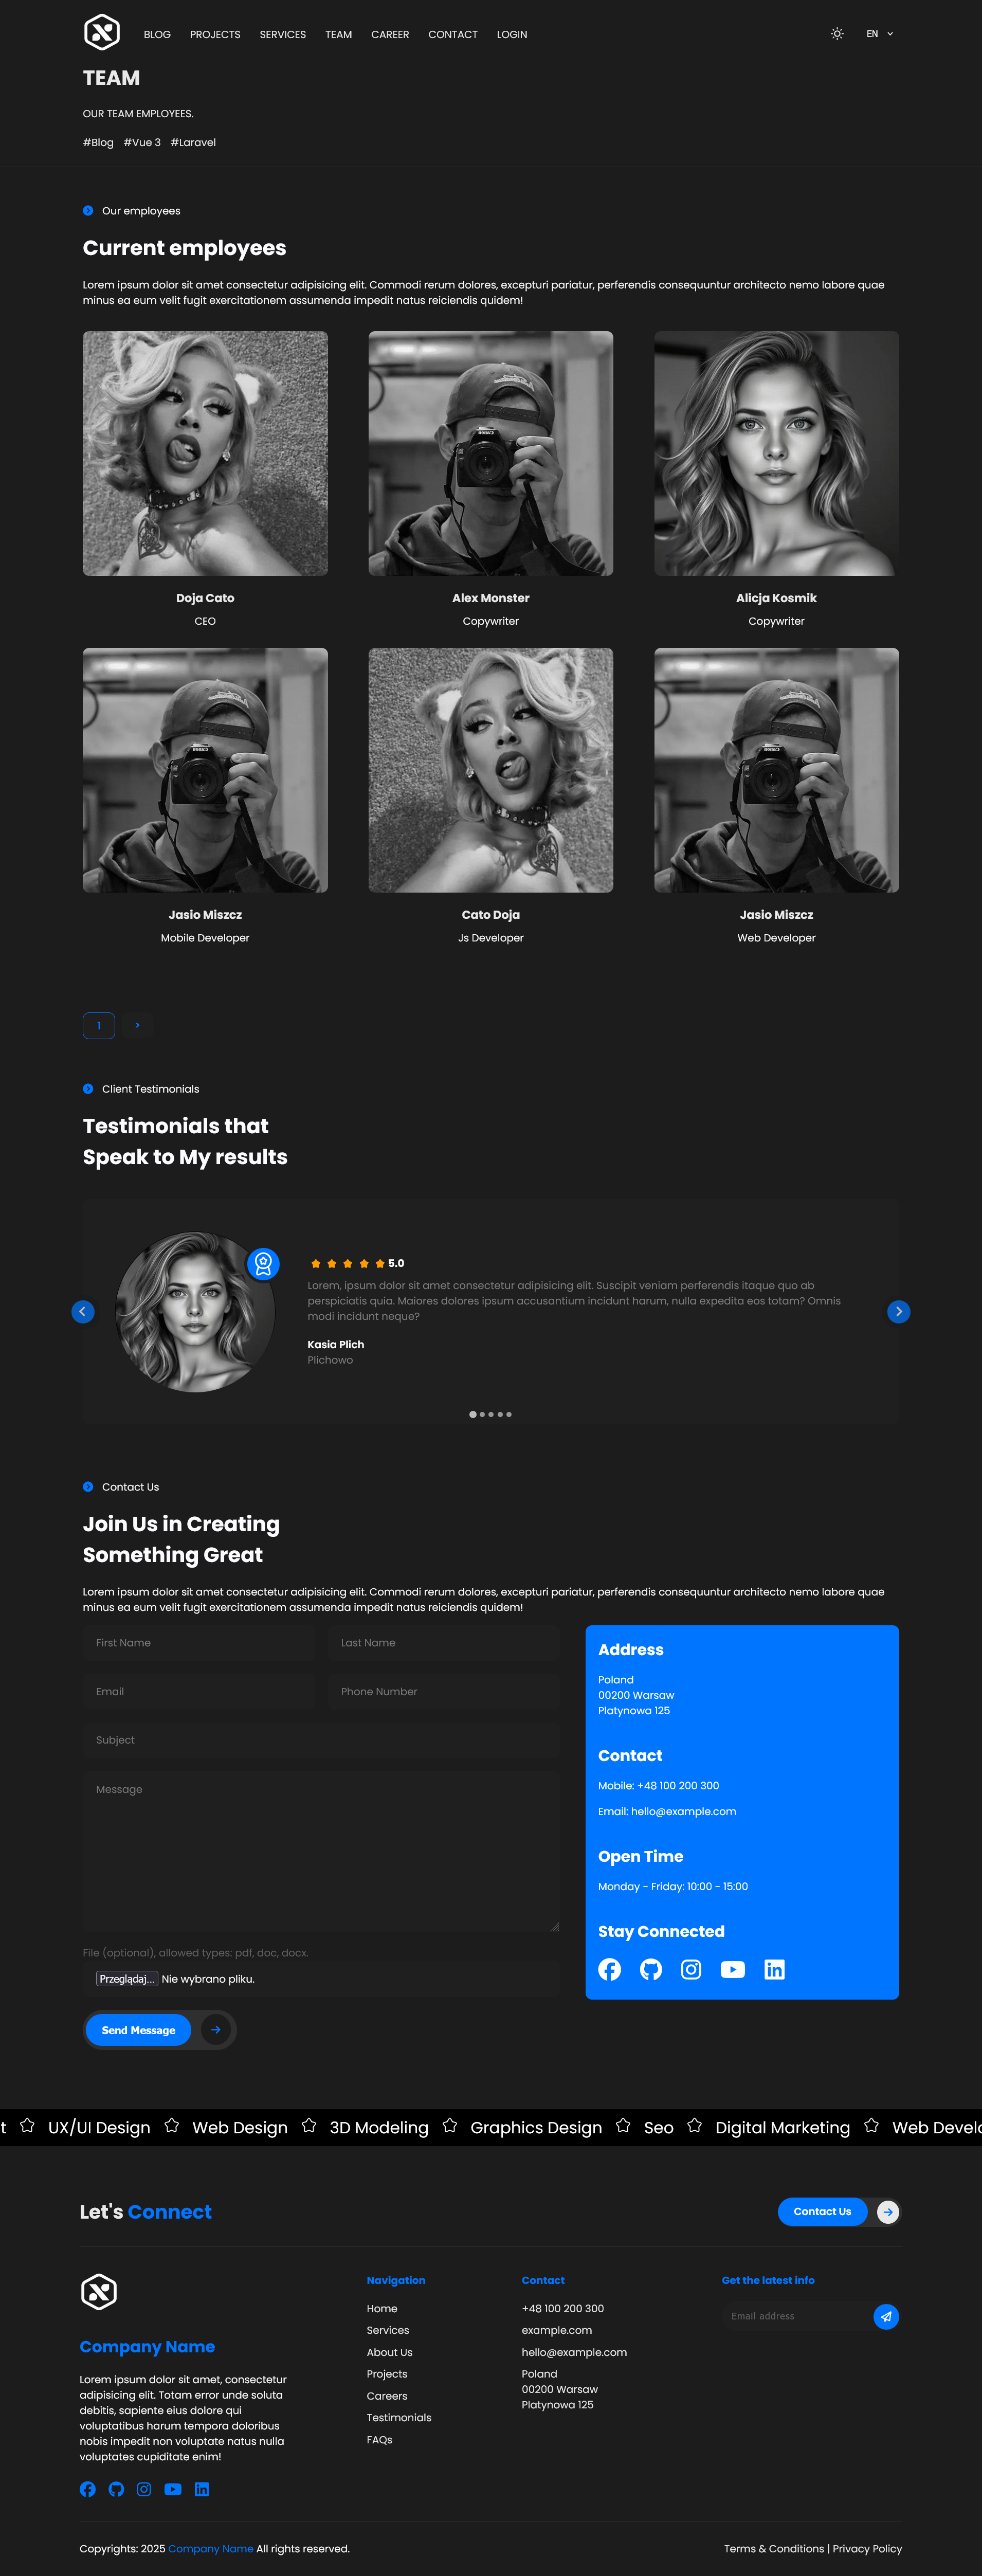 BLOG PROJECTS SERVICES TEAM CAREER CONTACT LOGIN EN
TEAM
OUR TEAM EMPLOYEES.
#Blog #Vue 3 #Laravel
Our employees
Current employees
Lorem ipsum dolor sit amet consectetur adipisicing elit. Commodi rerum dolores, excepturi pariatur, perferendis consequuntur architecto nemo labore quae
minus ea eum velit fugit exercitationem assumenda impedit natus reiciendis quidem!
Doja Cato
CEO
Alex Monster
Copywriter
Alicja Kosmik
Copywriter
Jasio Miszcz
Mobile Developer
Cato Doja
Js Developer
Jasio Miszcz
Web Developer
1
Client Testimonials
Testimonials that
Speak to My results
5.0
Lorem, ipsum dolor sit amet consectetur adipisicing elit. Suscipit veniam perferendis itaque quo ab
perspiciatis quia. Maiores dolores ipsum accusantium incidunt harum, nulla expedita eos totam? Omnis
modi incidunt neque?
Kasia Plich
Plichowo
Contact Us
Join Us in Creating
Something Great
Lorem ipsum dolor sit amet consectetur adipisicing elit. Commodi rerum dolores, excepturi pariatur, perferendis consequuntur architecto nemo labore quae
minus ea eum velit fugit exercitationem assumenda impedit natus reiciendis quidem!
First Name
Last Name
Email
Phone Number
Subject
Message
File (optional), allowed types: pdf, doc, docx.
Przeglądaj... Nie wybrano pliku.
Send Message
Address
Poland
00200 Warsaw
Platynowa 125
Contact
Mobile: +48 100 200 300
Email: hello@example.com
Open Time
Monday - Friday: 10:00 - 15:00
Stay Connected
t UX/UI Design Web Design 3D Modeling Graphics Design Seo Digital Marketing Web Develo
Let's Connect
Contact Us
Company Name
Lorem ipsum dolor sit amet, consectetur
adipisicing elit. Totam error unde soluta
debitis, sapiente eius dolore qui
voluptatibus harum tempora doloribus
nobis impedit non voluptate natus nulla
voluptates cupiditate enim!
Navigation
Home
Services
About Us
Projects
Careers
Testimonials
FAQs
Contact
+48 100 200 300
example.com
hello@example.com
Poland
00200 Warsaw
Platynowa 125
Get the latest info
Email address
Copyrights: 2025 Company Name All rights reserved.
Terms & Conditions | Privacy Policy